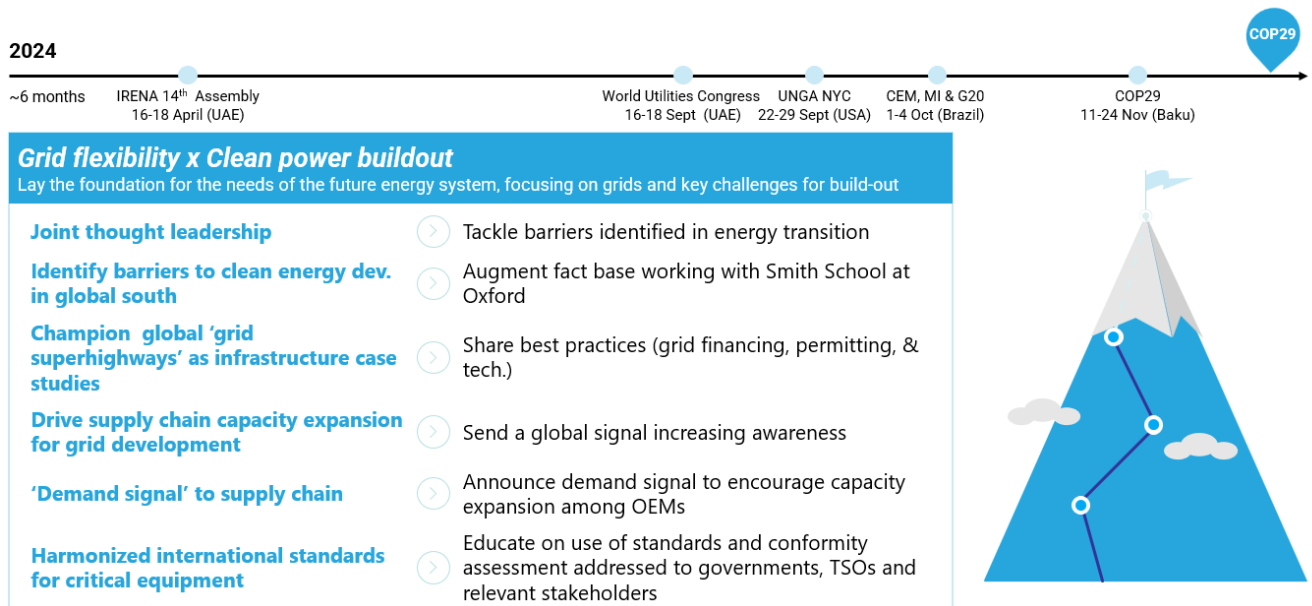 COP29
2024
~6 months
IRENA 14th Assembly
16-18 April (UAE)
World Utilities Congress
16-18 Sept (UAE)
UNGA NYC
22-29 Sept (USA)
CEM, MI & G20
1-4 Oct (Brazil)
COP29
11-24 Nov (Baku)
Grid flexibility x Clean power buildout
Lay the foundation for the needs of the future energy system, focusing on grids and key challenges for build-out
Joint thought leadership
Tackle barriers identified in energy transition
Identify barriers to clean energy dev.
in global south
Augment fact base working with Smith School at
Oxford
Champion global ‘grid
superhighways’ as infrastructure case
studies
Share best practices (grid financing, permitting, &
tech.)
Drive supply chain capacity expansion
for grid development
Send a global signal increasing awareness
‘Demand signal’ to supply chain
Announce demand signal to encourage capacity
expansion among OEMs
Harmonized international standards
for critical equipment
Educate on use of standards and conformity
assessment addressed to governments, TSOs and
relevant stakeholders